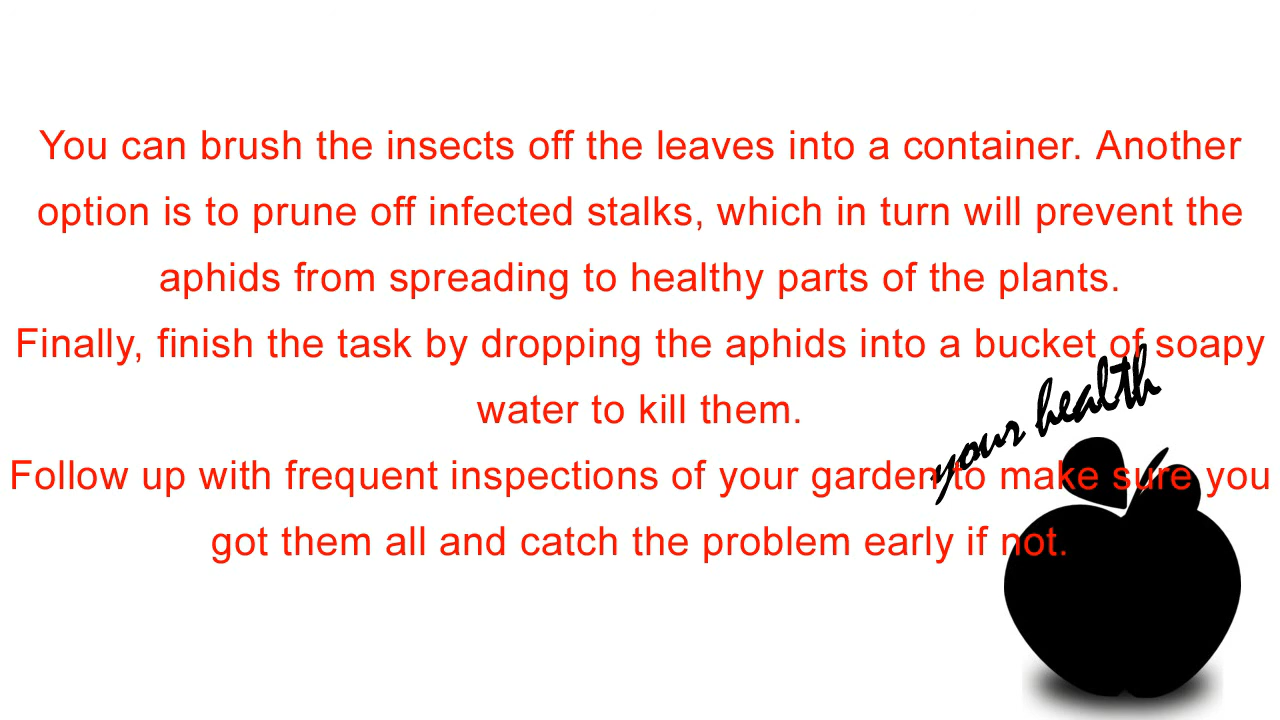 You can brush the insects off the leaves into a container. Another
option is to prune off infected stalks, which in turn will prevent the
aphids from spreading to healthy parts of the plants.
Finally, finish the task by dropping the aphids into a bucket of soapy
water to kill them.
your health
Follow up with frequent inspections of your garden to make sure you
got them all and catch the problem early if not.